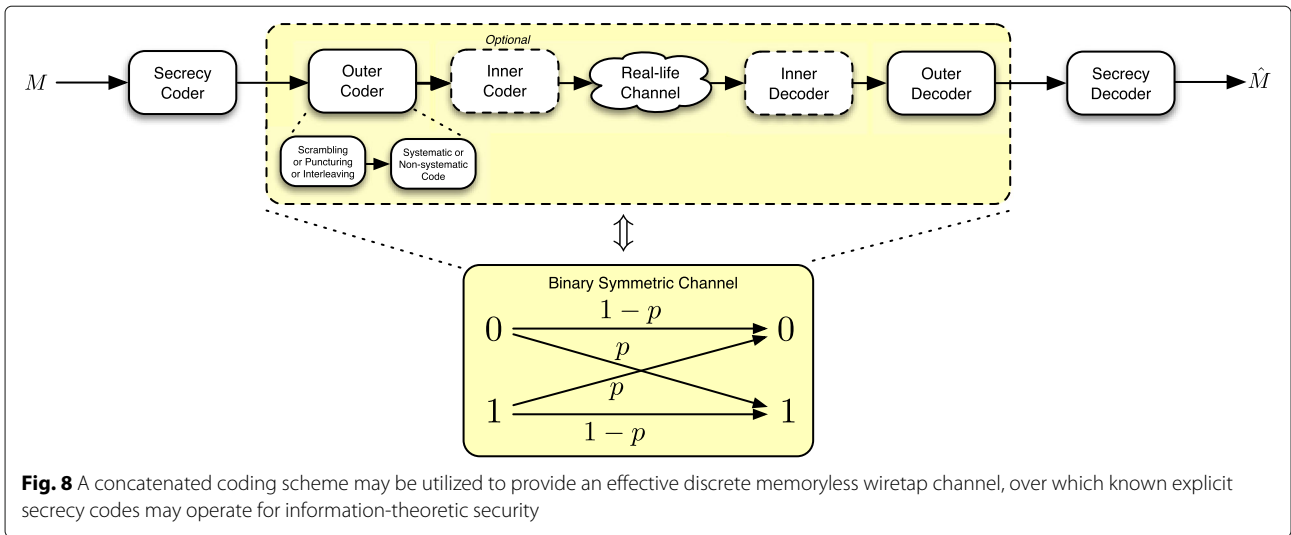 Optional
M
Secrecy
Coder
Outer
Coder
Inner
Coder
Real-life
Channel
Inner
Decoder
Outer
Decoder
Secrecy
Decoder
M̂
Scrambling
or Puncturing
or Interleaving
Systematic or
Non-systematic
Code
⇕
Binary Symmetric Channel
1 − p
0
0
p
p
1
1
1 − p
Fig. 8 A concatenated coding scheme may be utilized to provide an effective discrete memoryless wiretap channel, over which known explicit
secrecy codes may operate for information-theoretic security